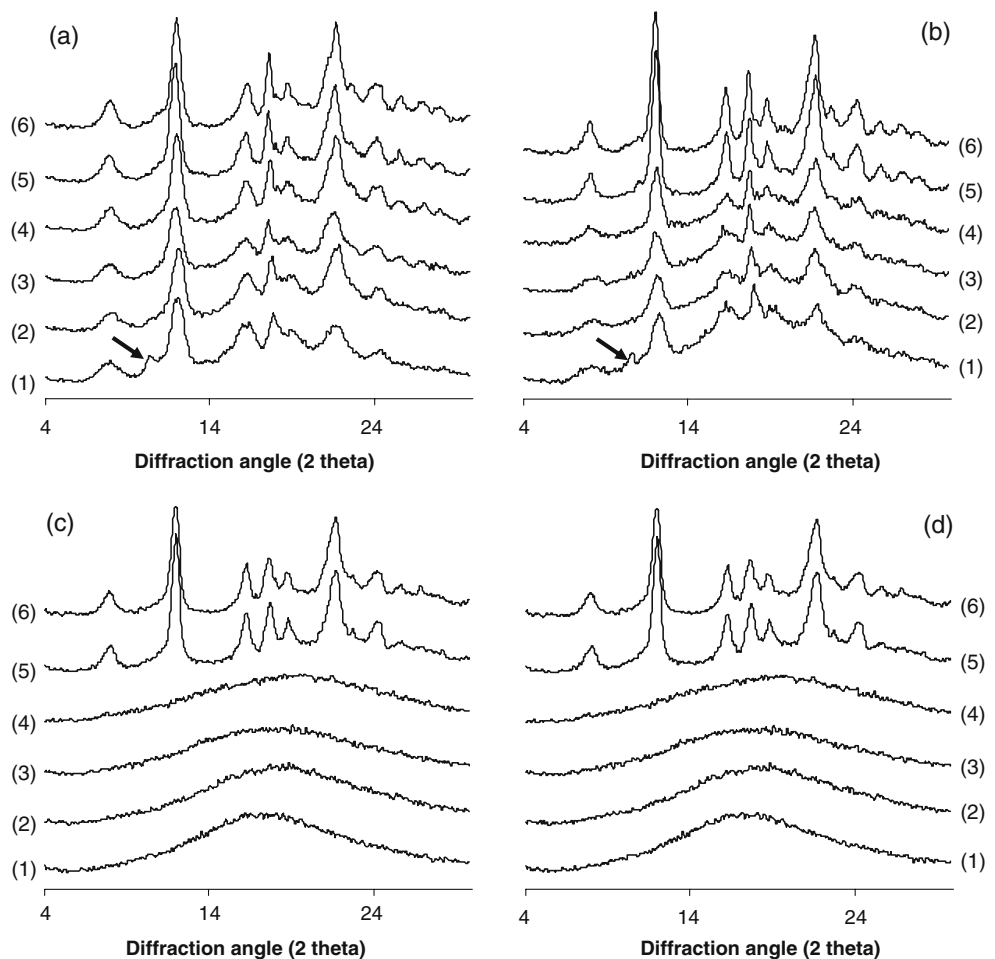 (a)
(6)
(5)
(4)
(3)
(2)
(1)
4 14 24
Diffraction angle (2 theta)
(b)
(6)
(5)
(4)
(3)
(2)
(1)
4 14 24
Diffraction angle (2 theta)
(c)
(6)
(5)
(4)
(3)
(2)
(1)
4 14 24
Diffraction angle (2 theta)
(d)
(6)
(5)
(4)
(3)
(2)
(1)
4 14 24
Diffraction angle (2 theta)